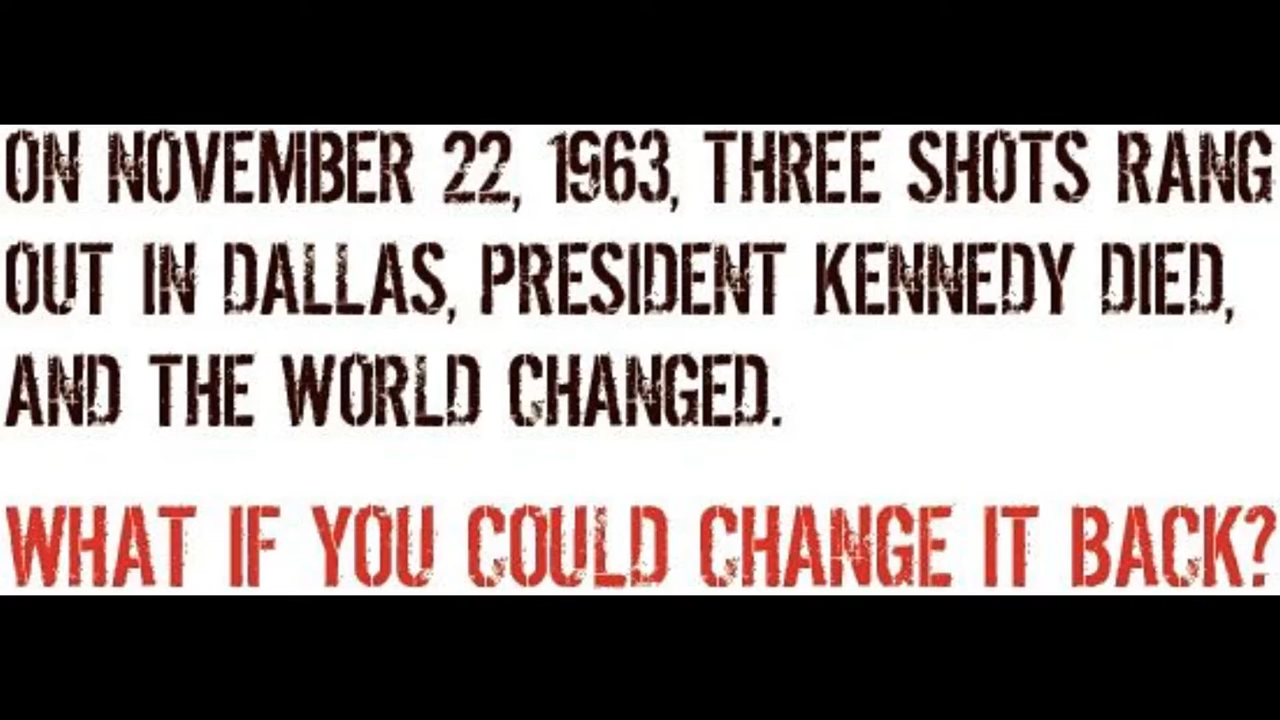 ON NOVEMBER 22, 1963, THREE SHOTS RANG
OUT IN DALLAS, PRESIDENT KENNEDY DIED,
AND THE WORLD CHANGED.
WHAT IF YOU COULD CHANGE IT BACK?